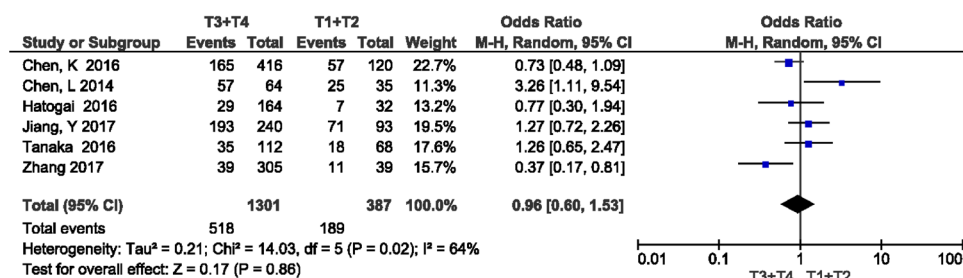 T3+T4 T1+T2 Odds Ratio Odds Ratio
Study or Subgroup Events Total Events Total Weight M-H, Random, 95% CI M-H, Random, 95% CI
Chen, K 2016 165 416 57 120 22.7% 0.73 [0.48, 1.09]
Chen, L 2014 57 64 25 35 11.3% 3.26 [1.11, 9.54]
Hatogai 2016 29 164 7 32 13.2% 0.77 [0.30, 1.94]
Jiang, Y 2017 193 240 71 93 19.5% 1.27 [0.72, 2.26]
Tanaka 2016 35 112 18 68 17.6% 1.26 [0.65, 2.47]
Zhang 2017 39 305 11 39 15.7% 0.37 [0.17, 0.81]
Total (95% CI) 1301 387 100.0% 0.96 [0.60, 1.53]
Total events 518 189
Heterogeneity: Tau² = 0.21; Chi² = 14.03, df = 5 (P = 0.02); I² = 64%
Test for overall effect: Z = 0.17 (P = 0.86)
0.01 0.1 1 10 100
T3+T4 T1+T2